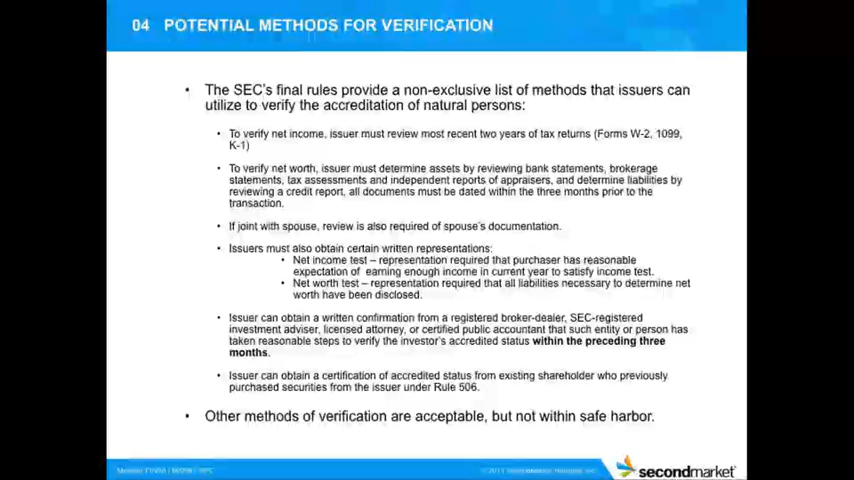 04 POTENTIAL METHODS FOR VERIFICATION
• The SEC's final rules provide a non-exclusive list of methods that issuers can
utilize to verify the accreditation of natural persons:
• To verify net income, issuer must review most recent two years of tax returns (Forms W-2, 1099,
K-1)
• To verify net worth, issuer must determine assets by reviewing bank statements, brokerage
statements, tax assessments and independent reports of appraisers, and determine liabilities by
reviewing a credit report, all documents must be dated within the three months prior to the
transaction.
• If joint with spouse, review is also required of spouse's documentation.
• Issuers must also obtain certain written representations:
• Net income test – representation required that purchaser has reasonable
expectation of earning enough income in current year to satisfy income test.
• Net worth test – representation required that all liabilities necessary to determine net
worth have been disclosed.
• Issuer can obtain a written confirmation from a registered broker-dealer, SEC-registered
investment adviser, licensed attorney, or certified public accountant that such entity or person has
taken reasonable steps to verify the investor's accredited status within the preceding three
months.
• Issuer can obtain a certification of accredited status from existing shareholder who previously
purchased securities from the issuer under Rule 506.
• Other methods of verification are acceptable, but not within safe harbor.
Member FINRA | MSRB | SIPC
secondmarket